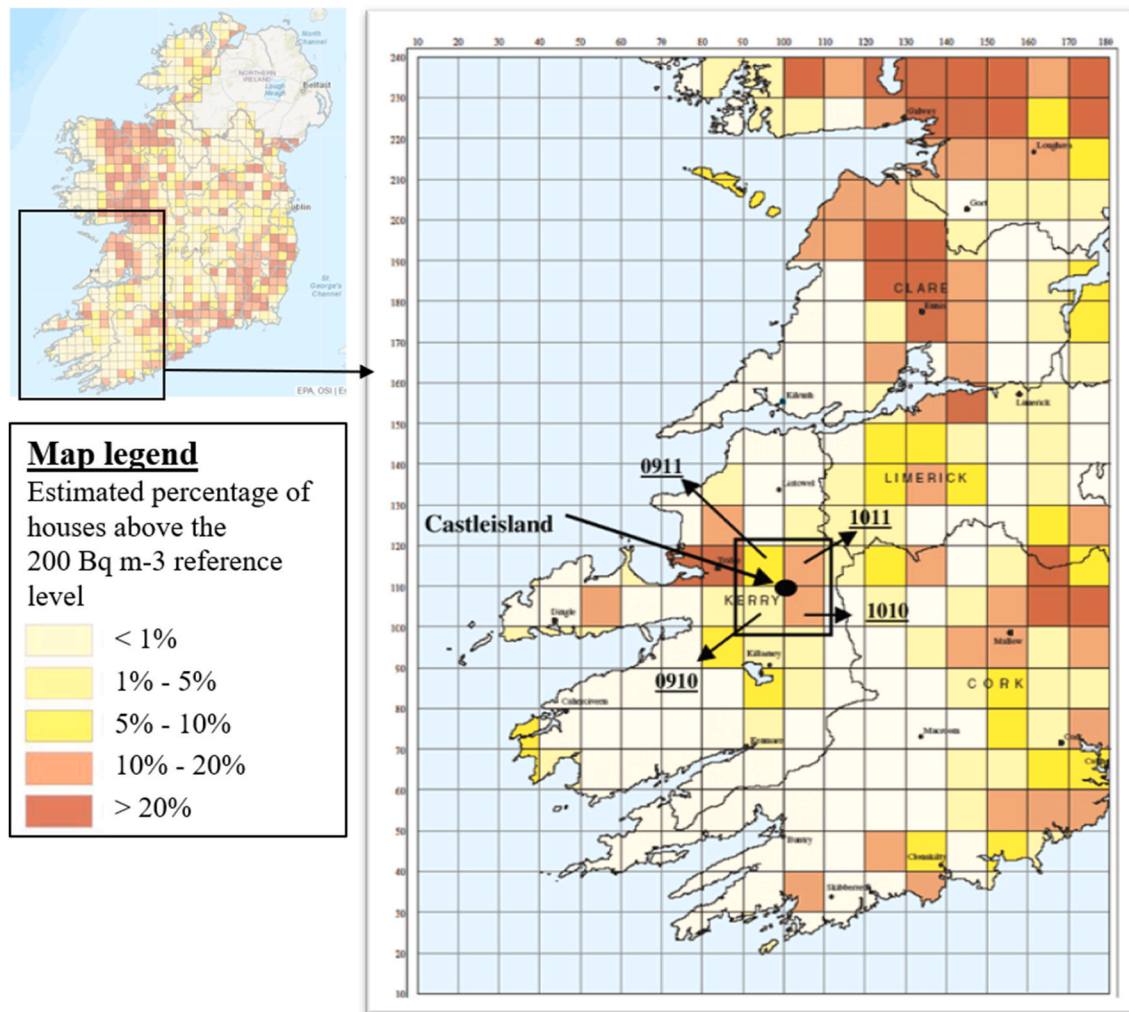 North
Channel
NORTHERN
IRELAND
Lough
Neagh
Belfast
St.
George's
Channel
EPA, OSI | Es
Map legend
Estimated percentage of
houses above the
200 Bq m-3 reference
level
< 1%
1% - 5%
5% - 10%
10% - 20%
> 20%
10 20 30 40 50 60 70 80 90 100 110 120 130 140 150 160 170 180
240
230
220
210
200
190
180
170
160
150
140
130
120
110
100
90
80
70
60
50
40
30
20
10
Galway
Loughrea
Gort
CLARE
Ennis
Kilrush
Limerick
0911
Listowel
LIMERICK
Castleisland
1011
Tralee
KERRY
Dingle
1010
Mallow
Killarney
0910
CORK
Cahirciveen
Kenmare
Macroom
Cork
Bantry
Clonakilty
Skibbereen